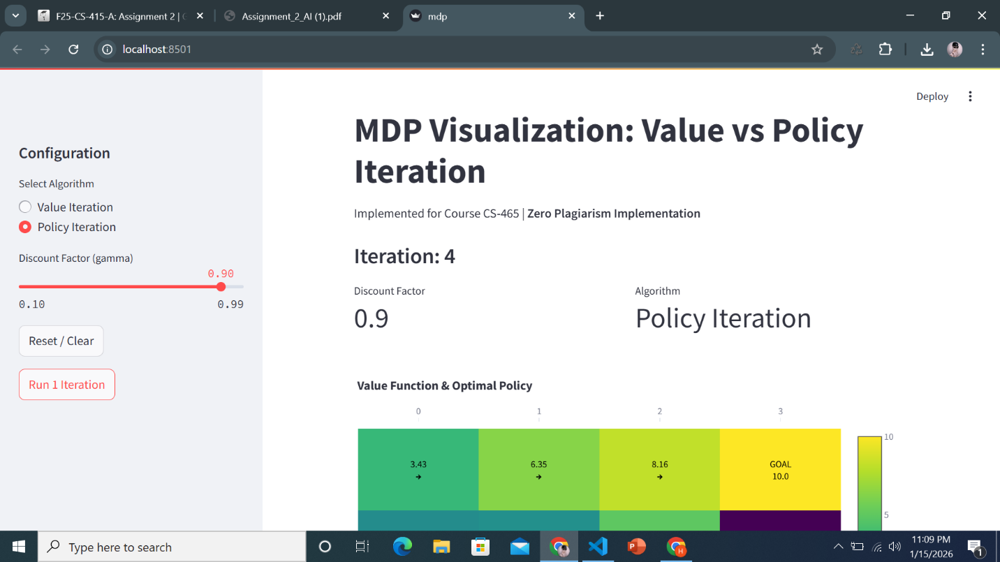 F25-CS-415-A: Assignment 2 | G
Assignment_2_AI (1).pdf
mdp
localhost:8501
Deploy
Configuration
Select Algorithm
Value Iteration
Policy Iteration
Discount Factor (gamma)
0.90
0.10 0.99
Reset / Clear
Run 1 Iteration
MDP Visualization: Value vs Policy
Iteration
Implemented for Course CS-465 | Zero Plagiarism Implementation
Iteration: 4
Discount Factor
0.9
Algorithm
Policy Iteration
Value Function & Optimal Policy
0 1 2 3
3.43 6.35 8.16 GOAL
→ → → 10.0
10
5
Type here to search
11:09 PM
1/15/2026
1